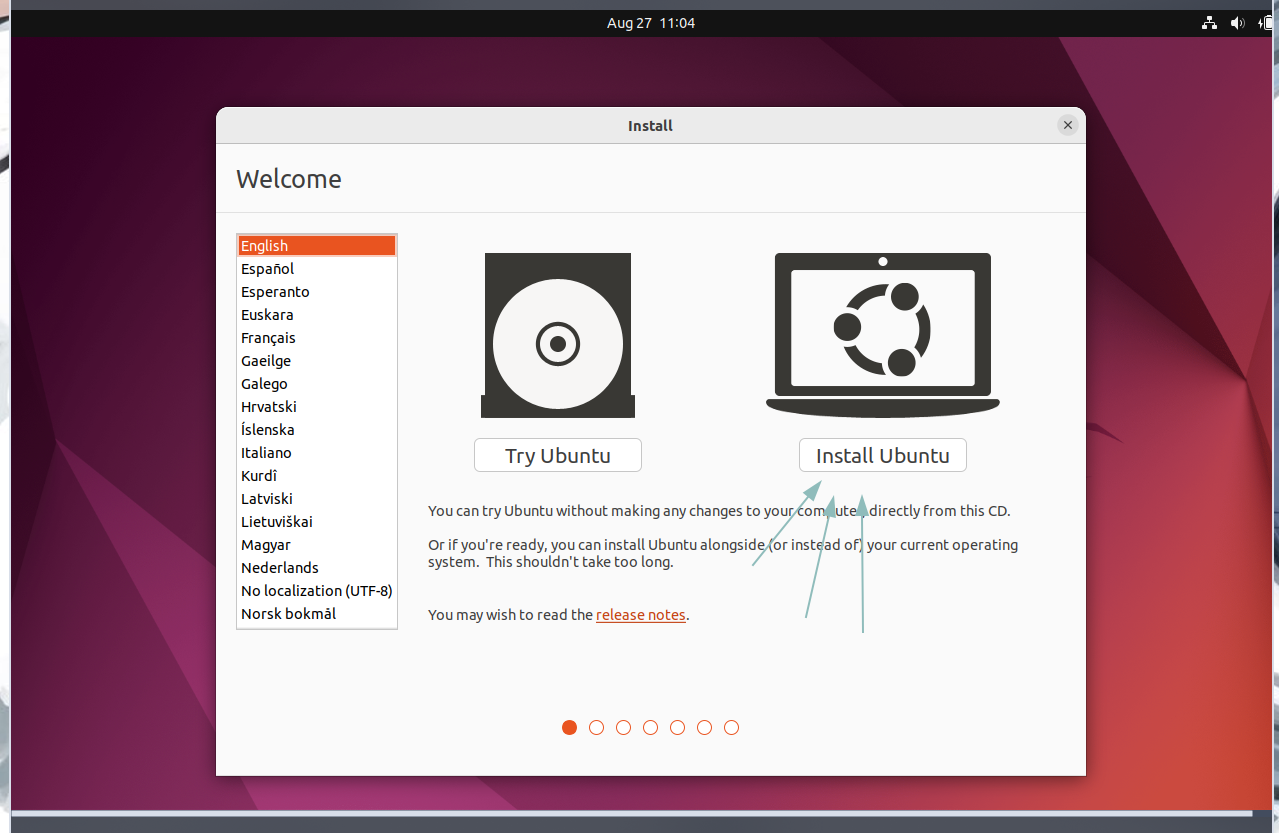 Aug 27 11:04
Install
Welcome
English
Español
Esperanto
Euskara
Français
Gaeilge
Galego
Hrvatski
Íslenska
Italiano
Kurdî
Latviski
Lietuviškai
Magyar
Nederlands
No localization (UTF-8)
Norsk bokmål
Try Ubuntu
Install Ubuntu
You can try Ubuntu without making any changes to your computer, directly from this CD.
Or if you're ready, you can install Ubuntu alongside (or instead of) your current operating
system. This shouldn't take too long.
You may wish to read the release notes.